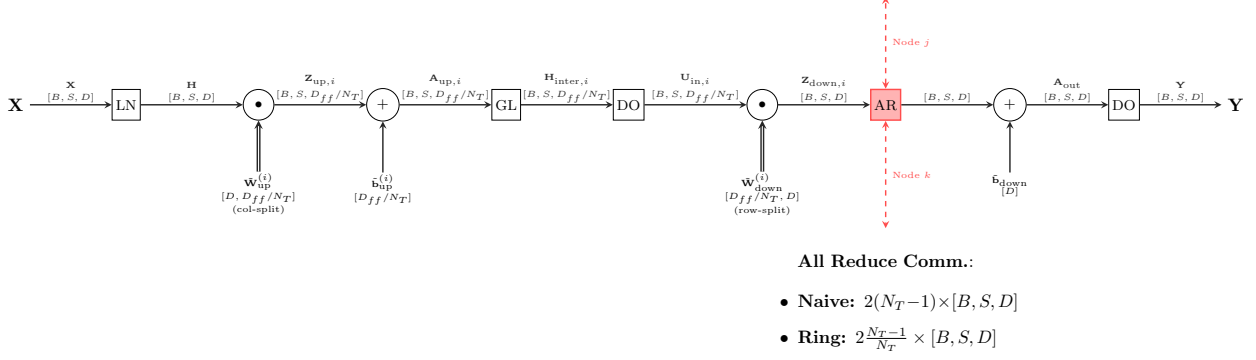 Node j
X
[B, S, D]
H
[B, S, D]
Z_up,i
[B, S, D_ff/N_T]
A_up,i
[B, S, D_ff/N_T]
H_inter,i
[B, S, D_ff/N_T]
U_in,i
[B, S, D_ff/N_T]
Z_down,i
[B, S, D]
[B, S, D]
A_out
[B, S, D]
Y
[B, S, D]
X
LN
•
+
GL
DO
•
AR
+
DO
Y
W̃_up^(i)
[D, D_ff/N_T]
(col-split)
b̃_up^(i)
[D_ff/N_T]
W̃_down^(i)
[D_ff/N_T, D]
(row-split)
Node k
b̃_down
[D]
All Reduce Comm.:
• Naive: 2(N_T−1)×[B, S, D]
• Ring: 2 (N_T−1)/N_T × [B, S, D]